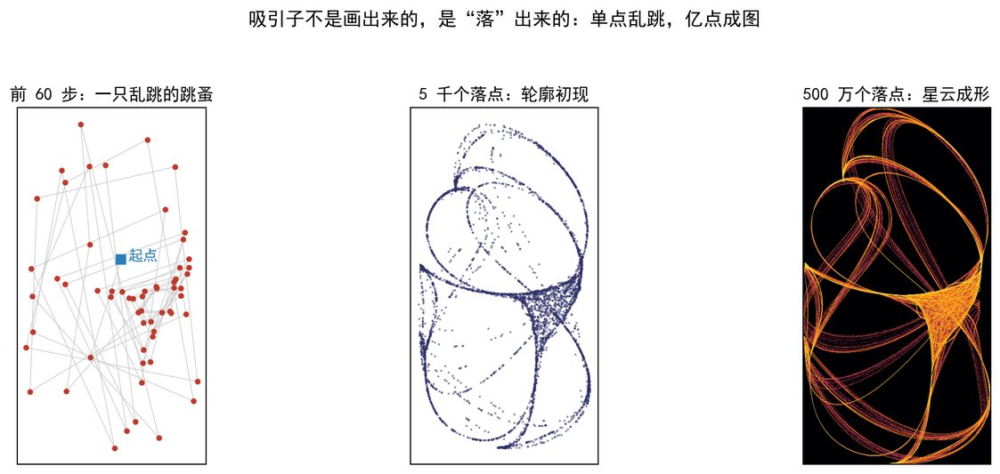 吸引子不是画出来的，是“落”出来的：单点乱跳，亿点成图
前 60 步：一只乱跳的跳蚤
5 千个落点：轮廓初现
500 万个落点：星云成形
起点